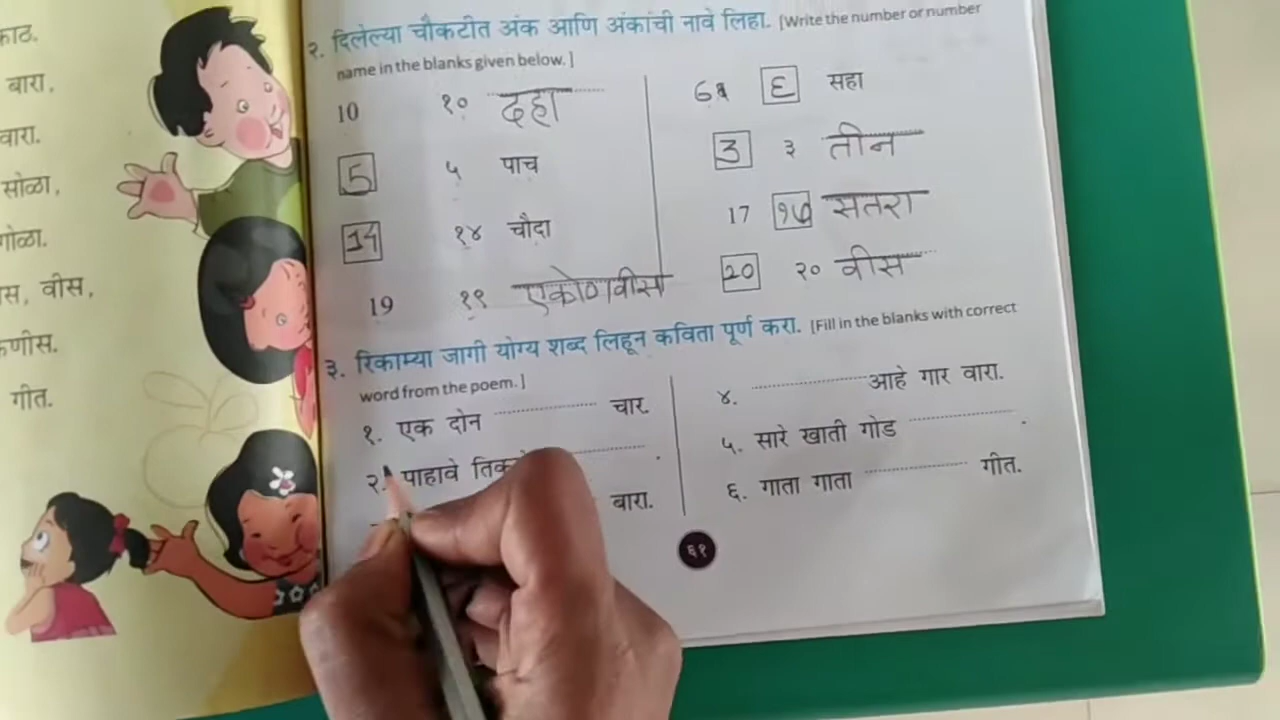 काठ.
बारा,
वारा.
सोळा,
गोळा.
वीस,
गीत.
२. दिलेल्या चौकटीत अंक आणि अंकांची नावे लिहा. [Write the number or number name in the blanks given below.]
10 १० दहा
5 ५ पाच
14 १४ चौदा
19 १९ एकोणवीस
6 ६ सहा
3 ३ तीन
17 १७ सतरा
20 २० वीस
३. रिकाम्या जागी योग्य शब्द लिहून कविता पूर्ण करा. [Fill in the blanks with correct word from the poem.]
१. एक दोन ........................ चार.
२. पाहावे ........................ .
बारा.
४. ........................ आहे गार वारा.
५. सारे खाती गोड ........................ .
६. गाता गाता ........................ गीत.
६१